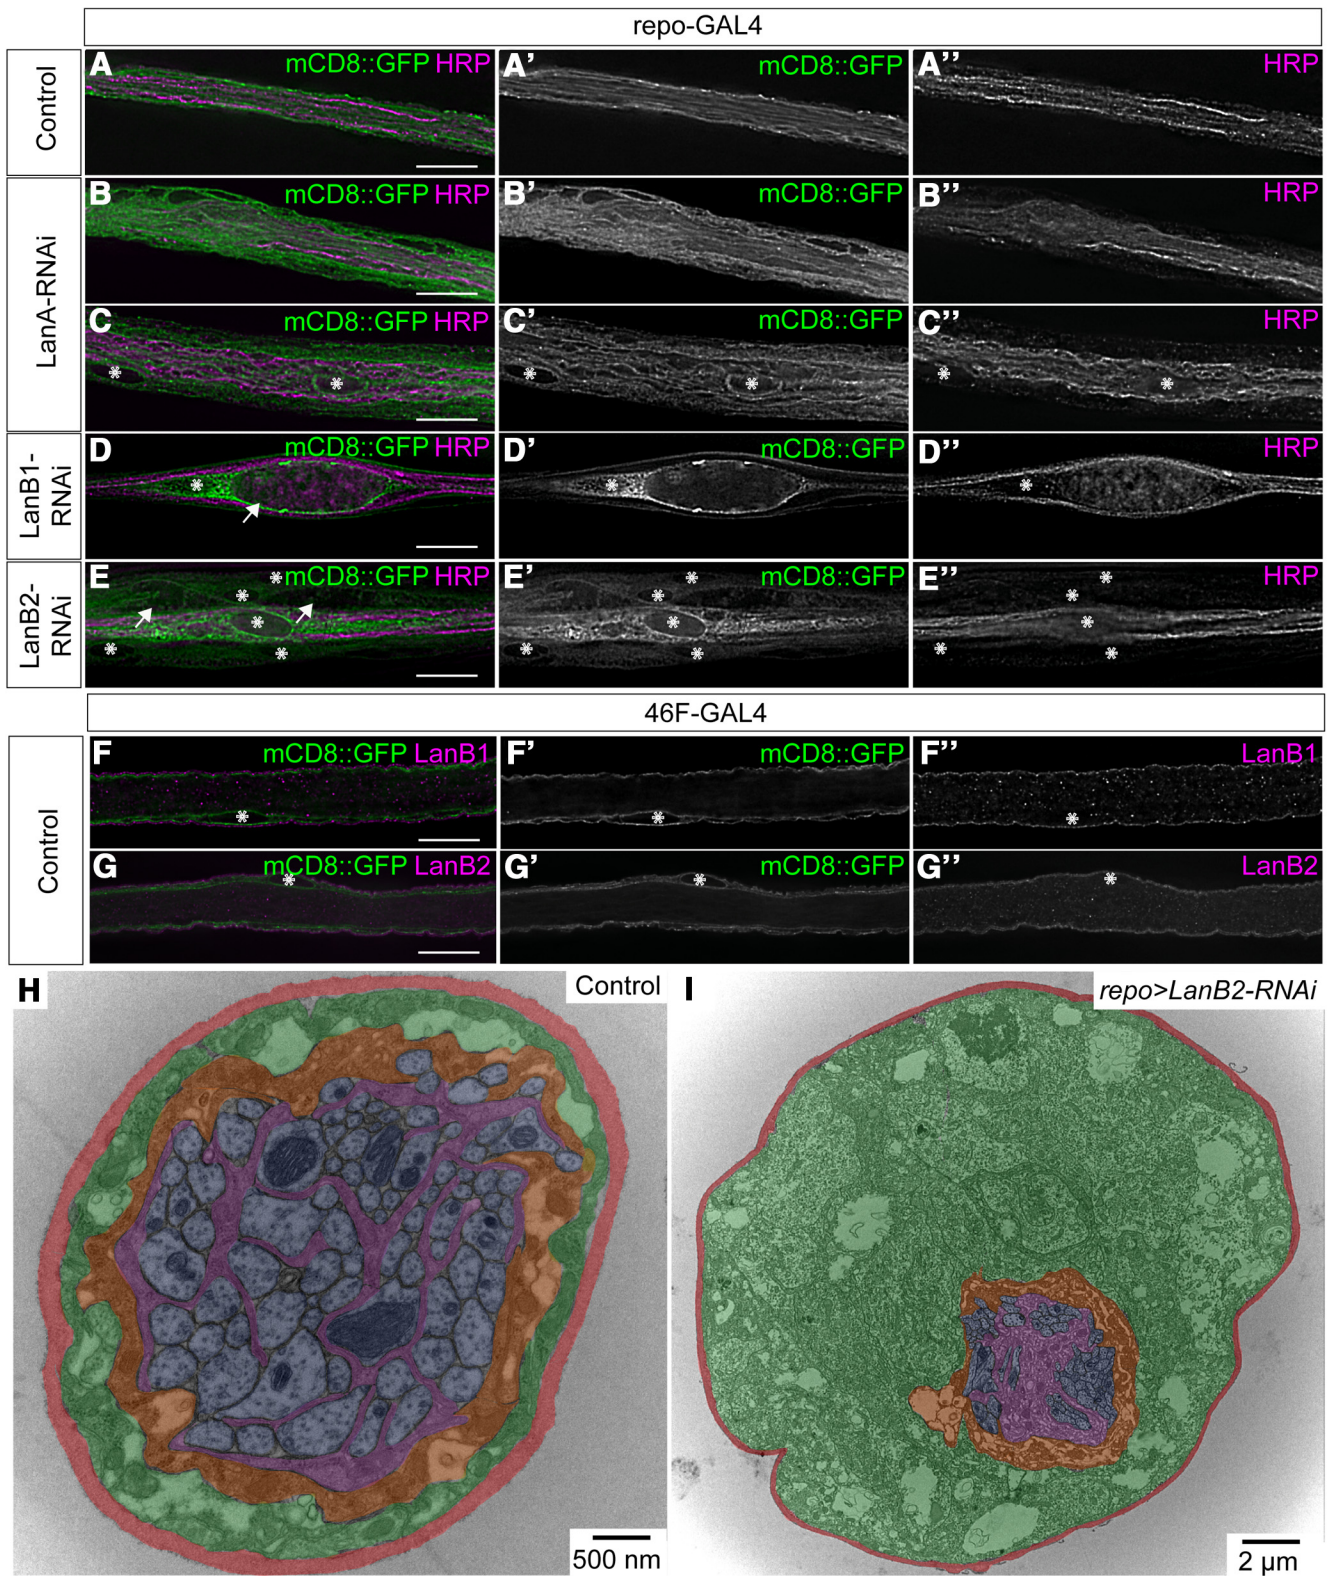 repo-GAL4
Control
A mCD8::GFP HRP
A’ mCD8::GFP
A’’ HRP
LanA-RNAi
B mCD8::GFP HRP
B’ mCD8::GFP
B’’ HRP
C mCD8::GFP HRP
C’ mCD8::GFP
C’’ HRP
LanB1-
RNAi
D mCD8::GFP HRP
D’ mCD8::GFP
D’’ HRP
LanB2-
RNAi
E mCD8::GFP HRP
E’ mCD8::GFP
E’’ HRP
46F-GAL4
Control
F mCD8::GFP LanB1
F’ mCD8::GFP
F’’ LanB1
G mCD8::GFP LanB2
G’ mCD8::GFP
G’’ LanB2
H Control
500 nm
I repo>LanB2-RNAi
2 µm